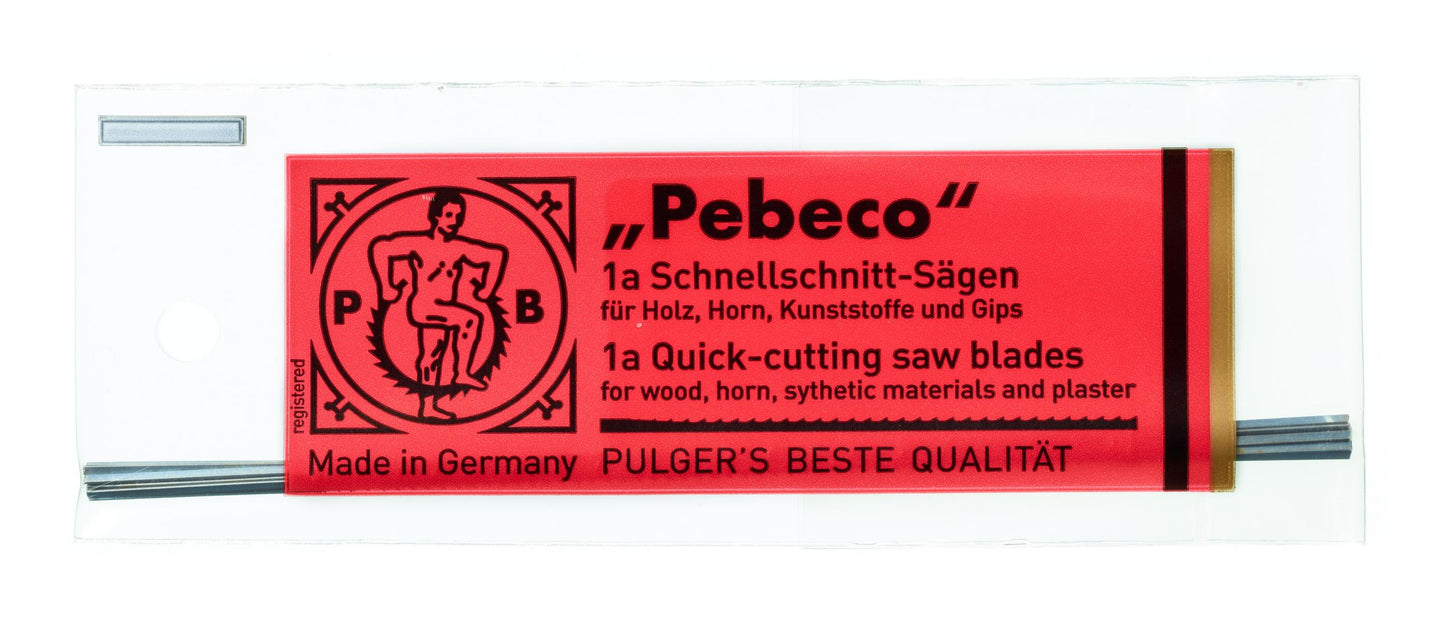 P B
registered
Made in Germany
„Pebeco“
1a Schnellschnitt-Sägen
für Holz, Horn, Kunststoffe und Gips
1a Quick-cutting saw blades
for wood, horn, sythetic materials and plaster
PULGER'S BESTE QUALITÄT